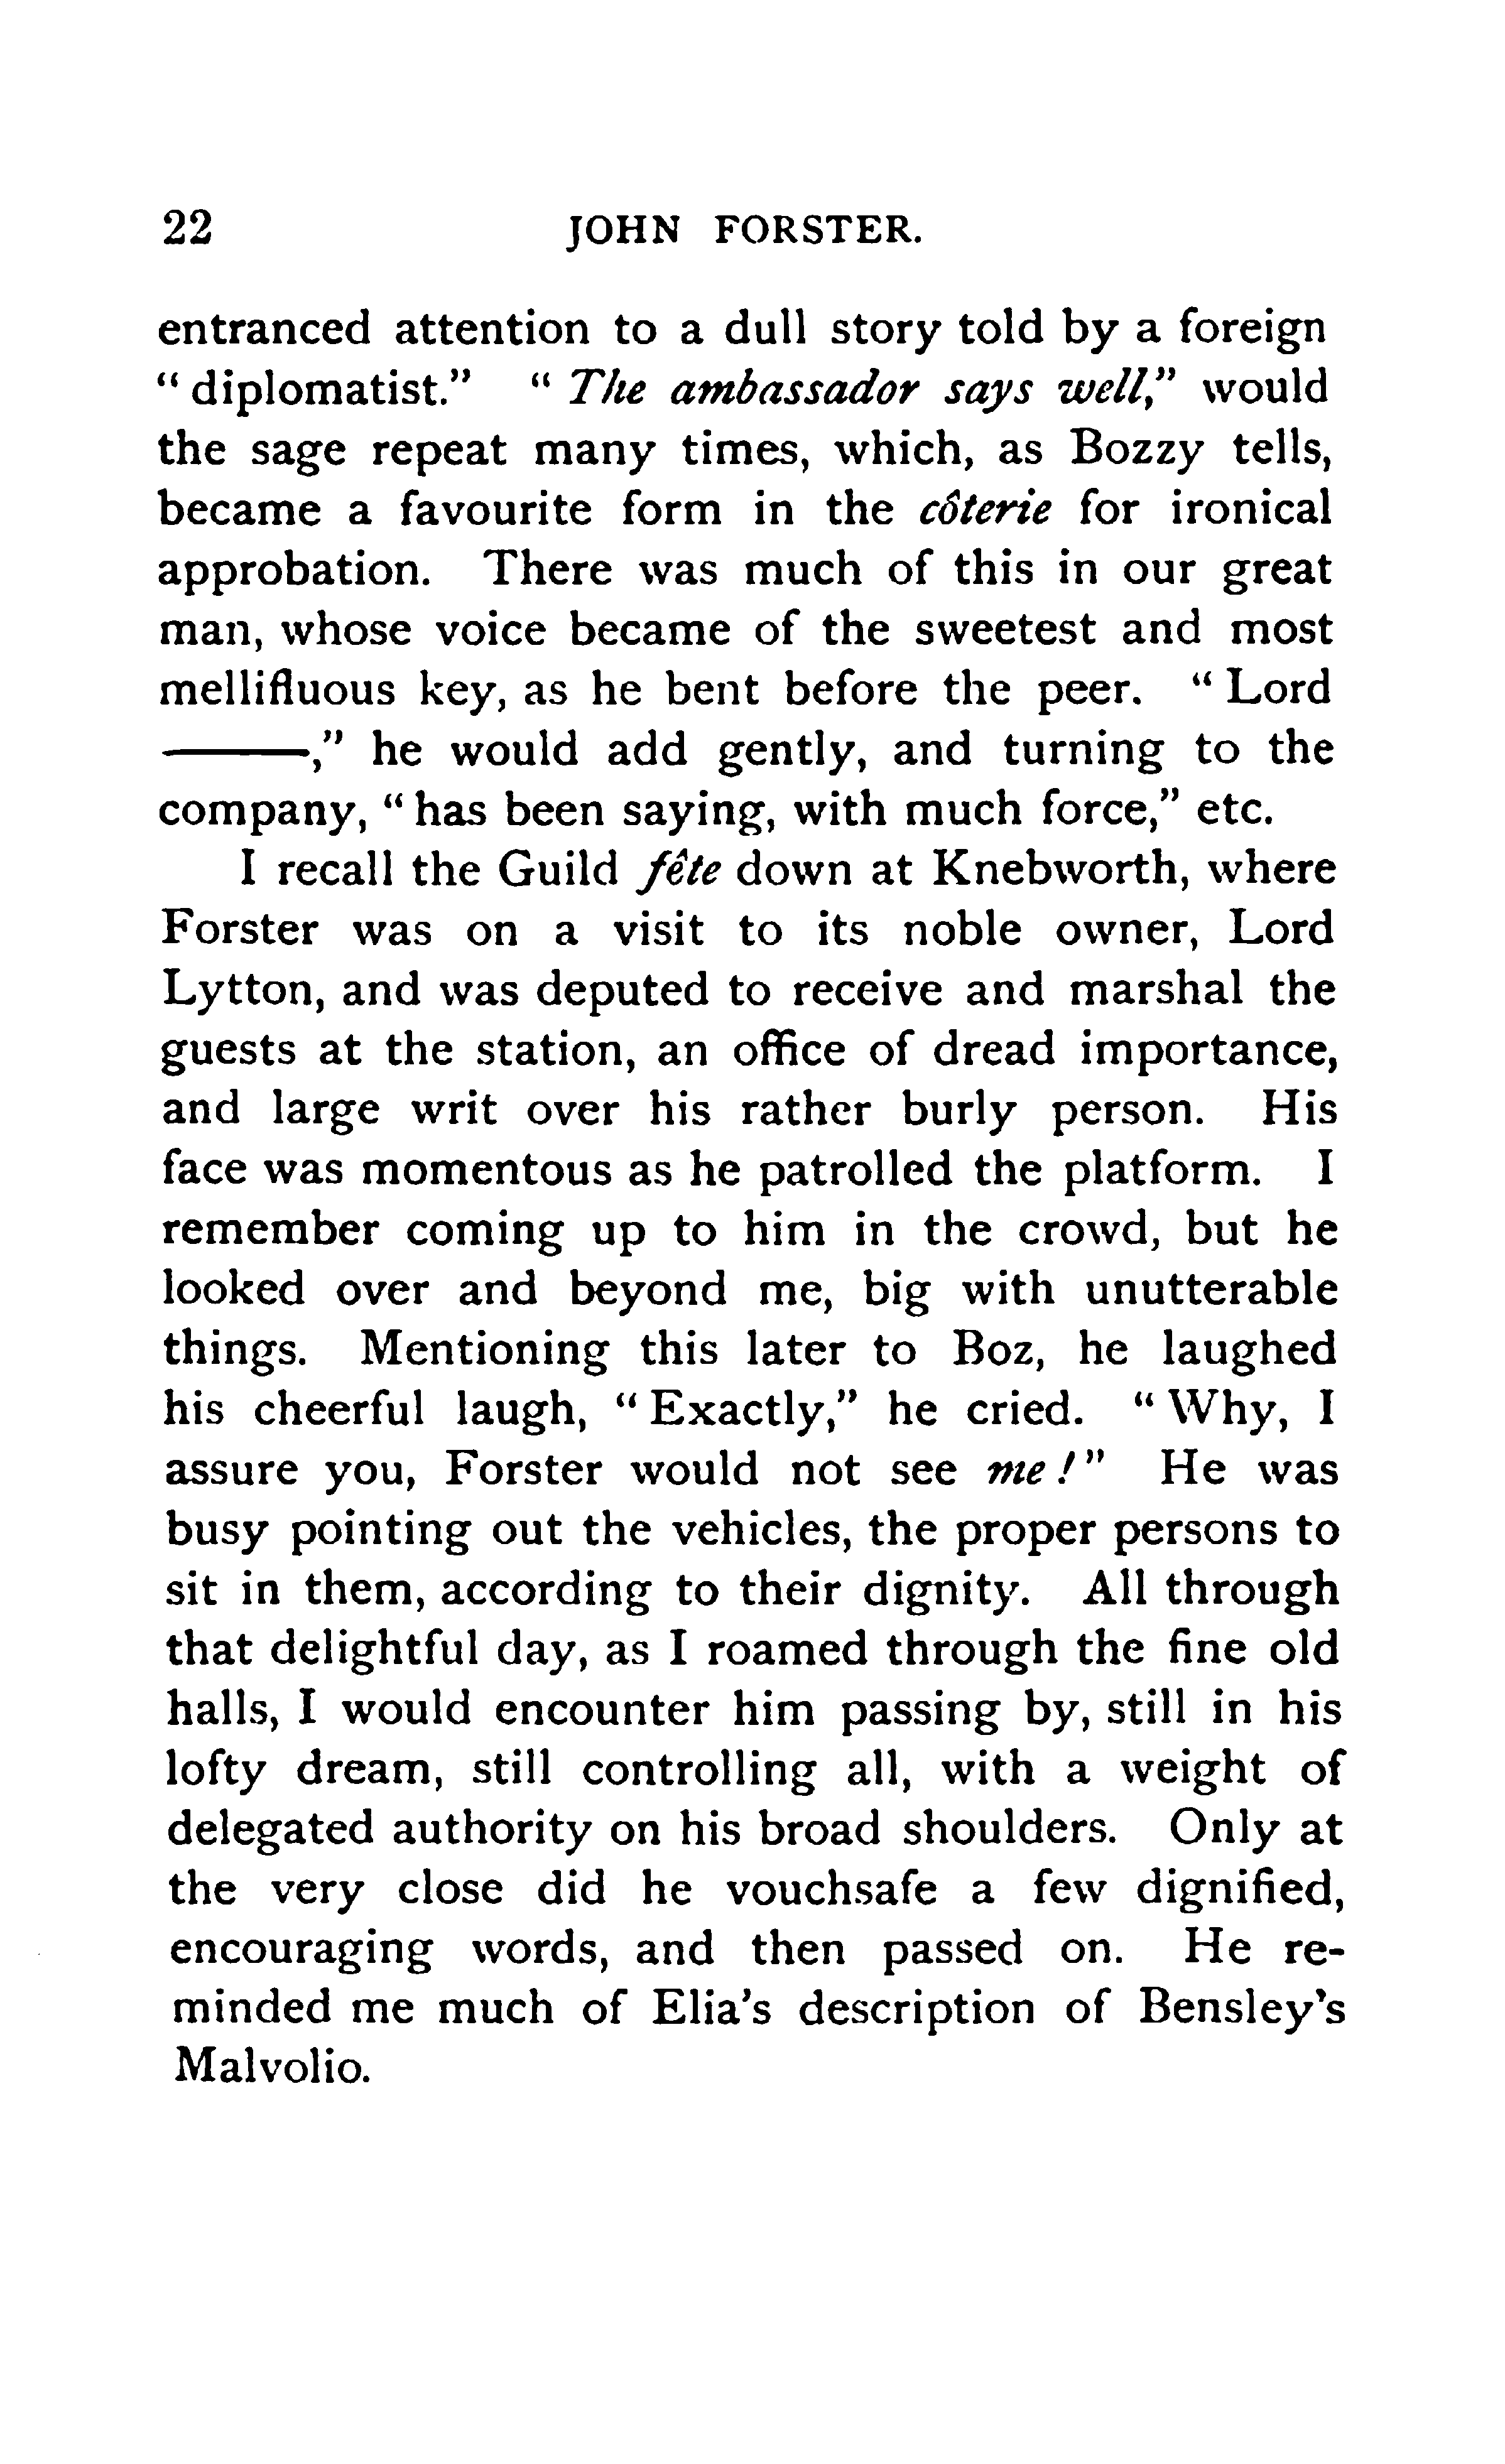 22 JOHN FORSTER.
entranced attention to a dull story told by a foreign
“diplomatist.” “The ambassador says well,” would
the sage repeat many times, which, as Bozzy tells,
became a favourite form in the côterie for ironical
approbation. There was much of this in our great
man, whose voice became of the sweetest and most
mellifluous key, as he bent before the peer. “Lord
———,” he would add gently, and turning to the
company, “has been saying, with much force,” etc.
I recall the Guild fête down at Knebworth, where
Forster was on a visit to its noble owner, Lord
Lytton, and was deputed to receive and marshal the
guests at the station, an office of dread importance,
and large writ over his rather burly person. His
face was momentous as he patrolled the platform. I
remember coming up to him in the crowd, but he
looked over and beyond me, big with unutterable
things. Mentioning this later to Boz, he laughed
his cheerful laugh, “Exactly,” he cried. “Why, I
assure you, Forster would not see me!” He was
busy pointing out the vehicles, the proper persons to
sit in them, according to their dignity. All through
that delightful day, as I roamed through the fine old
halls, I would encounter him passing by, still in his
lofty dream, still controlling all, with a weight of
delegated authority on his broad shoulders. Only at
the very close did he vouchsafe a few dignified,
encouraging words, and then passed on. He re-
minded me much of Elia’s description of Bensley’s
Malvolio.